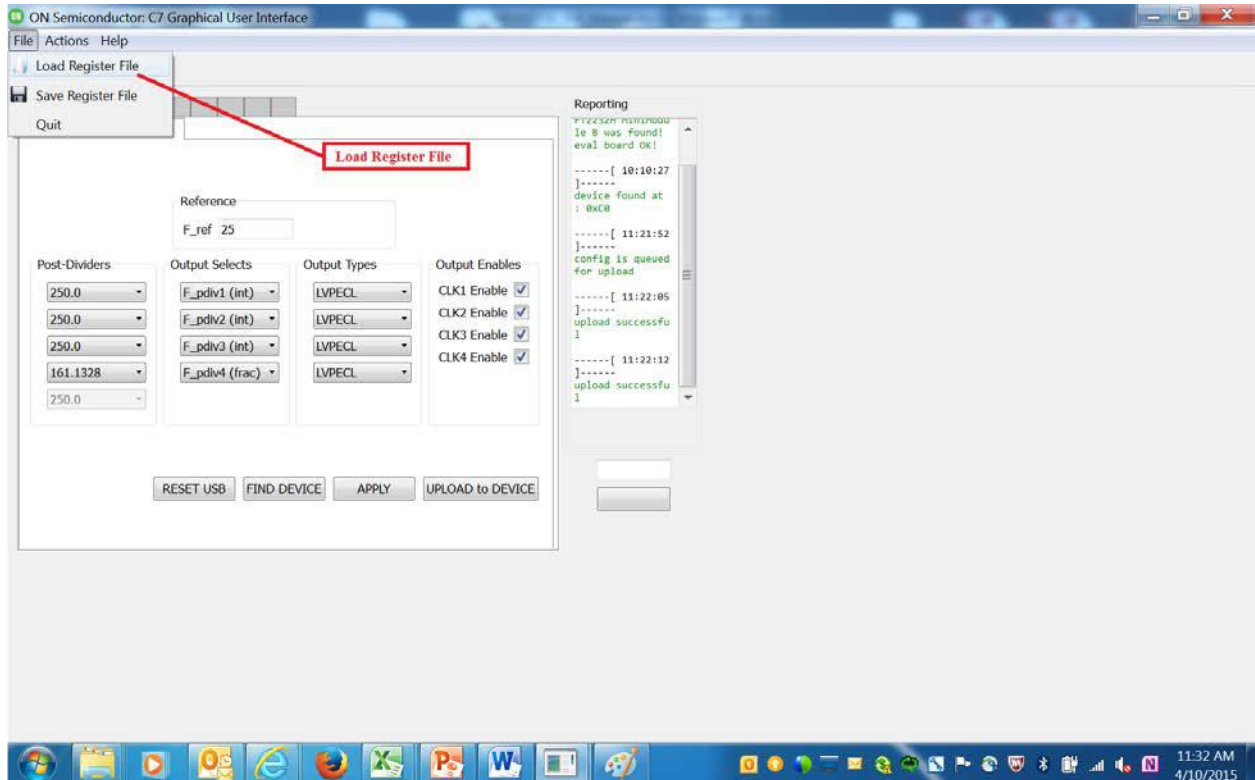 ON Semiconductor: C7 Graphical User Interface
File Actions Help
Load Register File
Save Register File
Quit
Load Register File
Reporting
le B was found!
eval board OK!
------[ 10:10:27
]------
device found at
: 0xC0
------[ 11:21:52
]------
config is queued
for upload
------[ 11:22:05
]------
upload successfu
l
------[ 11:22:12
]------
upload successfu
l
Reference
F_ref 25
Post-Dividers
250.0
250.0
250.0
161.1328
250.0
Output Selects
F_pdiv1 (int)
F_pdiv2 (int)
F_pdiv3 (int)
F_pdiv4 (frac)
Output Types
LVPECL
LVPECL
LVPECL
LVPECL
Output Enables
CLK1 Enable
CLK2 Enable
CLK3 Enable
CLK4 Enable
RESET USB FIND DEVICE APPLY UPLOAD to DEVICE
11:32 AM
4/10/2015